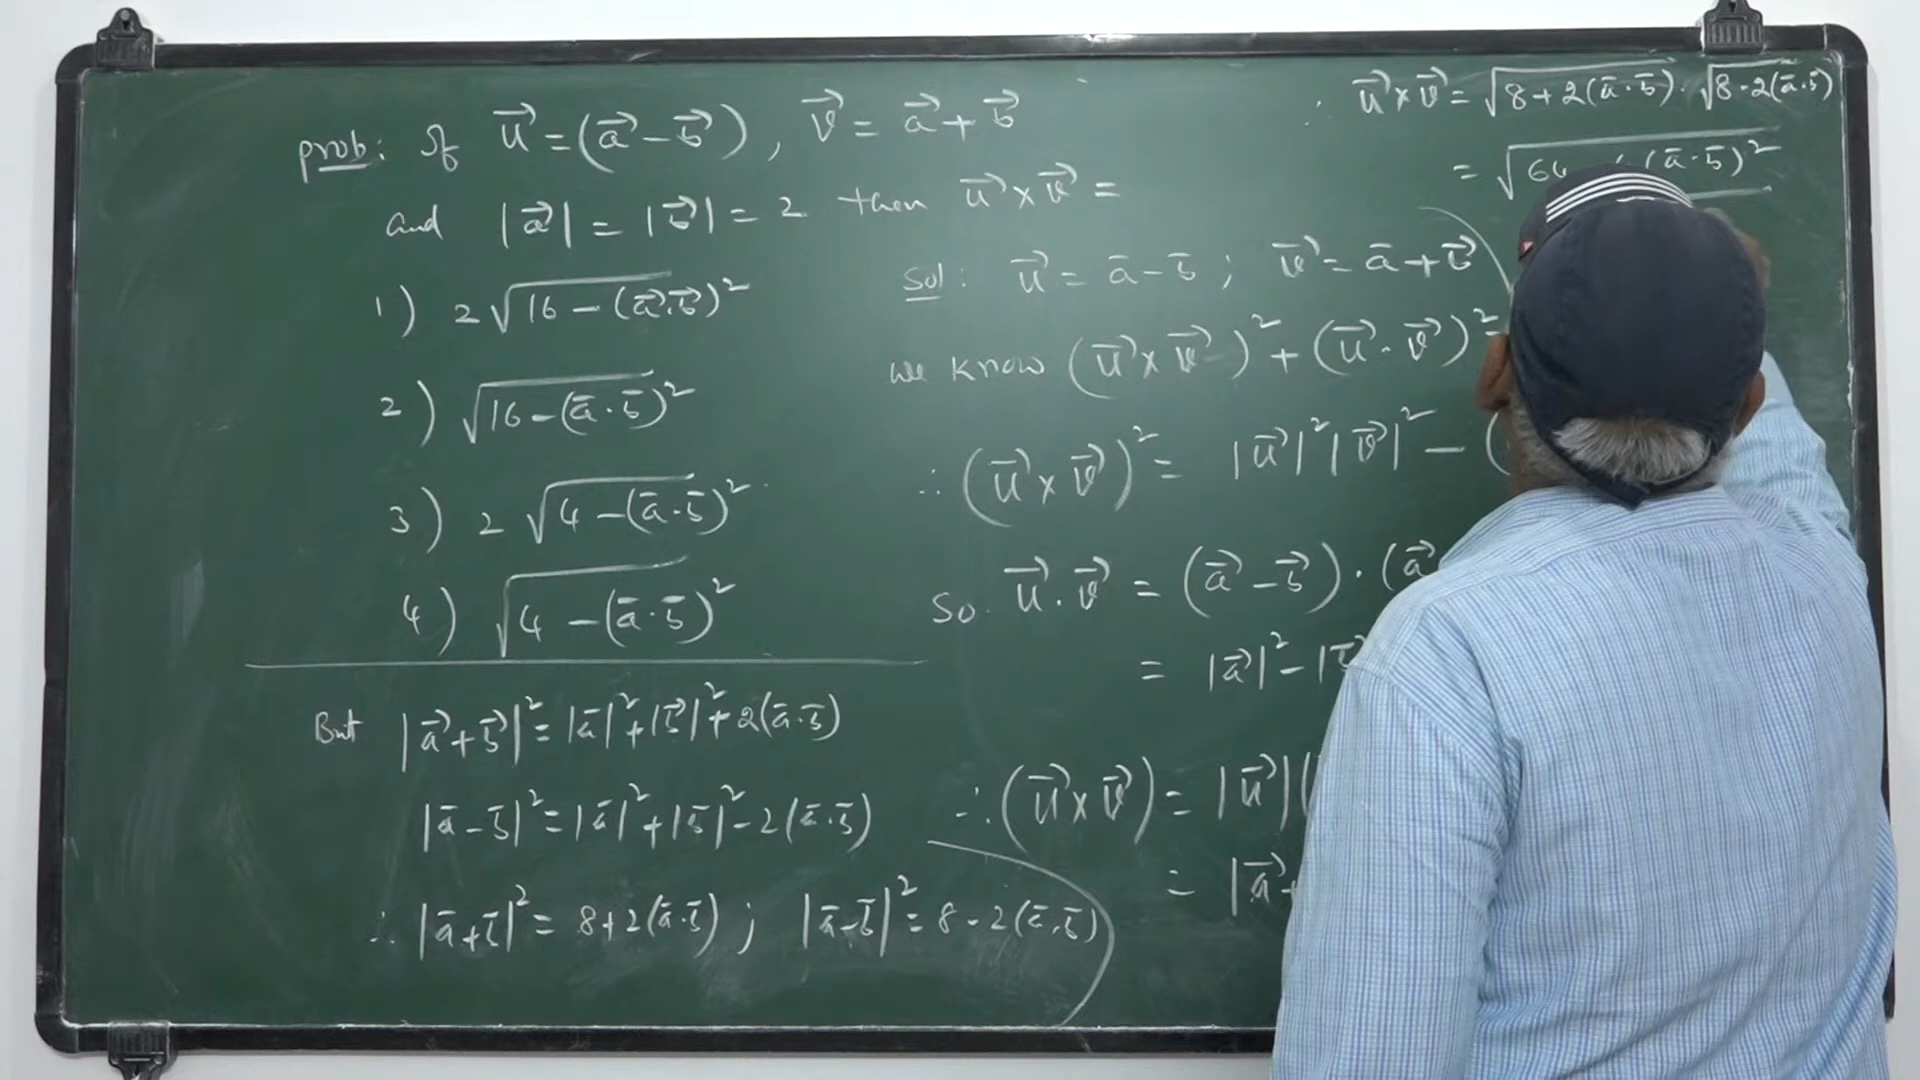 prob: If u⃗ = (a⃗ − b⃗), v⃗ = a⃗ + b⃗
and |a⃗| = |b⃗| = 2 then u⃗ × v⃗ =
1) 2√16 − (a⃗.b⃗)²
2) √16 − (a̅ . b̅)²
3) 2 √4 − (a̅.b̅)²
4) √4 − (a̅ . b̅)²
But |a⃗ + b⃗|² = |a̅|² + |b⃗|² + 2(a̅.b̅)
|a̅ − b̅|² = |a̅|² + |b̅|² − 2(a̅.b̅)
∴ |a̅ + b̅|² = 8 + 2(a̅.b̅) ; |a̅ − b̅|² = 8 − 2(a̅.b̅)
∴ u⃗ × v⃗ = √8 + 2(a̅.b̅) . √8 − 2(a̅.b̅)
= √64 (a̅ . b̅)²
Sol: u⃗ = a̅ − b̅ ; v⃗ = a̅ + b̅
we know (u⃗ × v⃗)² + (u⃗ . v⃗)² =
∴ (u⃗ × v⃗)² = |u⃗|² |v⃗|² − (
So. u⃗ . v⃗ = (a⃗ − b⃗) . (a⃗
= |a⃗|² − |b⃗
∴ (u⃗ × v⃗) = |u⃗| |
= |a⃗ +